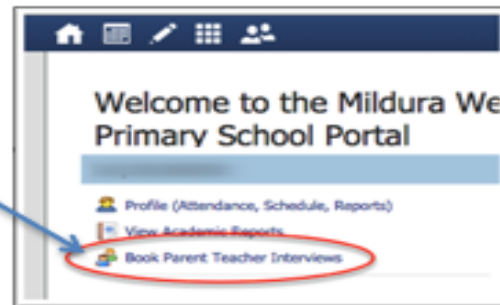 Welcome to the Mildura We
Primary School Portal
Profile (Attendance, Schedule, Reports)
View Academic Reports
Book Parent Teacher Interviews